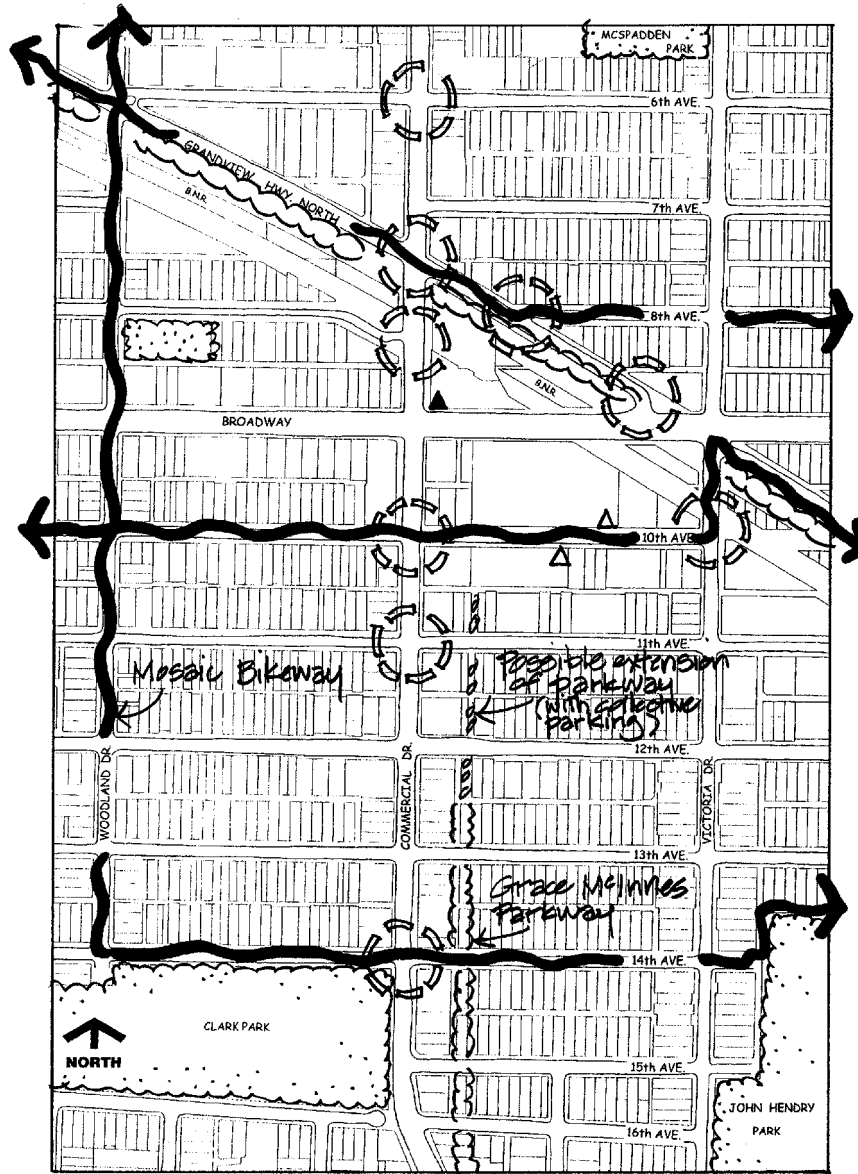 MCSPADDEN
PARK
6th AVE.
GRANDVIEW HWY. NORTH
B.N.R.
7th AVE.
8th AVE.
B.N.R.
BROADWAY
10th AVE.
11th AVE.
Mosaic Bikeway
Possible extension
of parkway
(with collective
parking)
12th AVE.
WOODLAND DR.
COMMERCIAL DR.
VICTORIA DR.
13th AVE.
Grace McInnes
Parkway
14th AVE.
CLARK PARK
NORTH
15th AVE.
JOHN HENDRY
PARK
16th AVE.